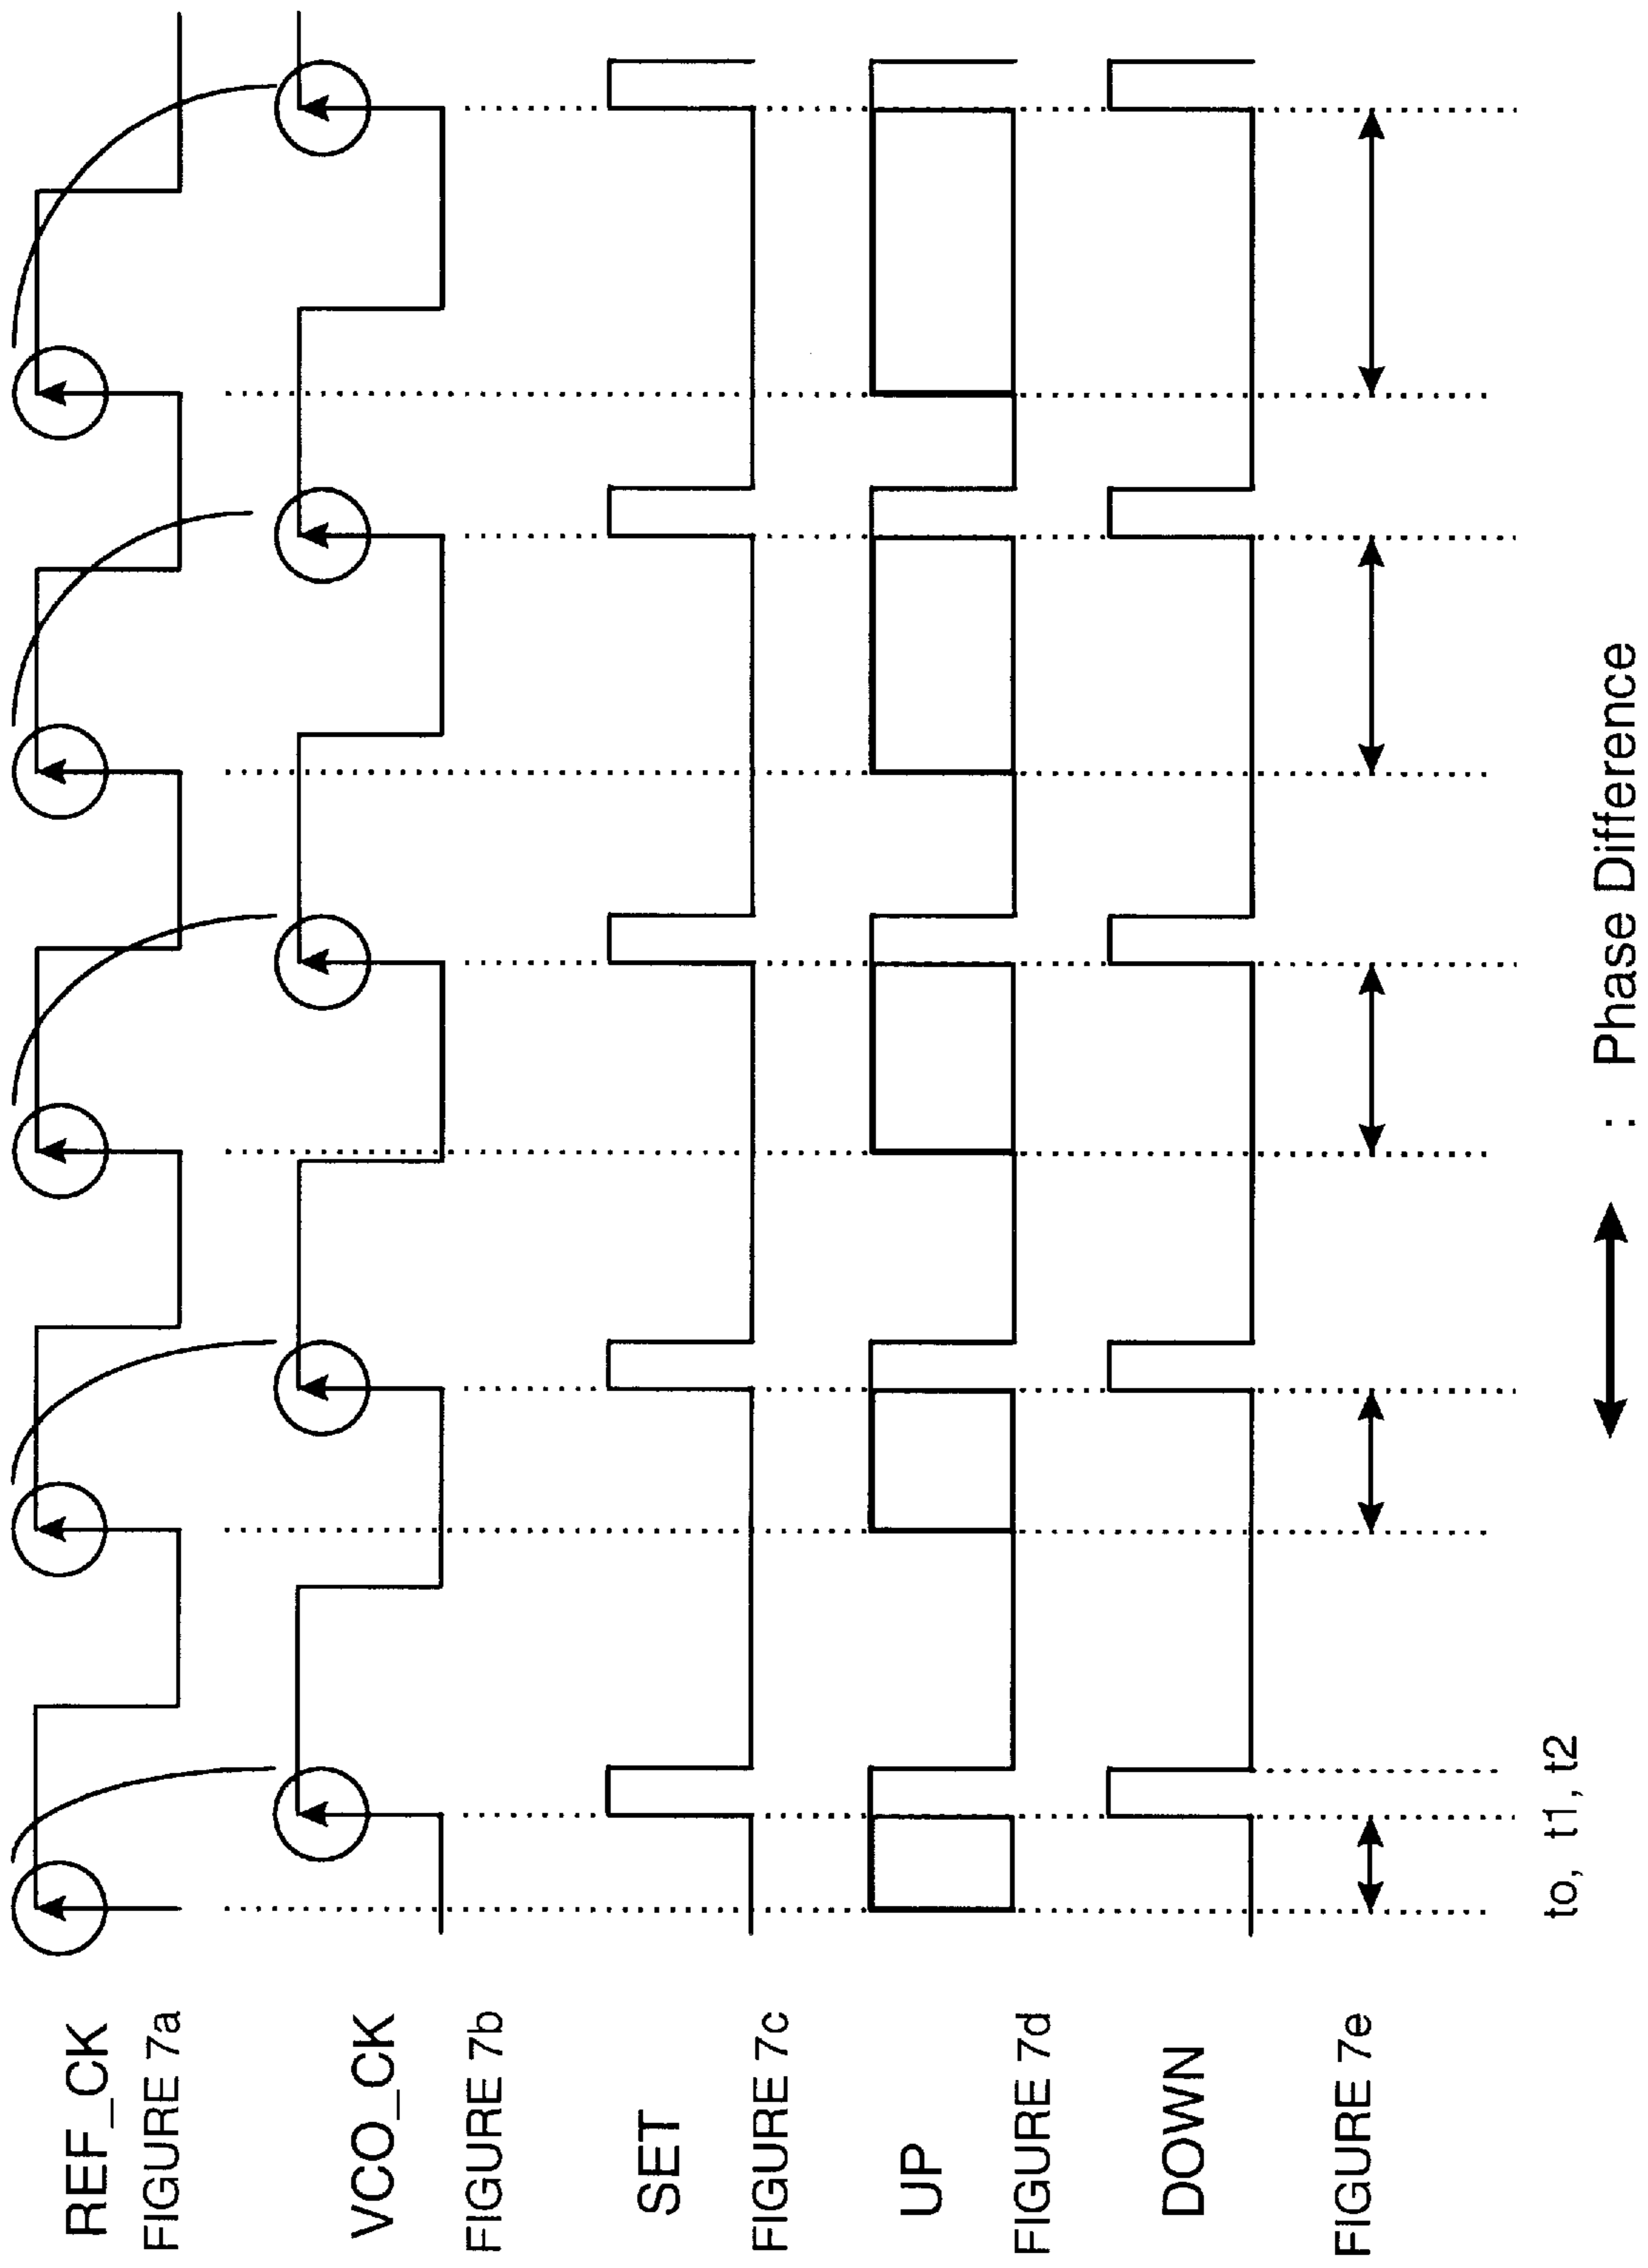 REF_CK
FIGURE 7a
VCO_CK
FIGURE 7b
SET
FIGURE 7c
UP
FIGURE 7d
DOWN
FIGURE 7e
to, t1, t2
: Phase Difference